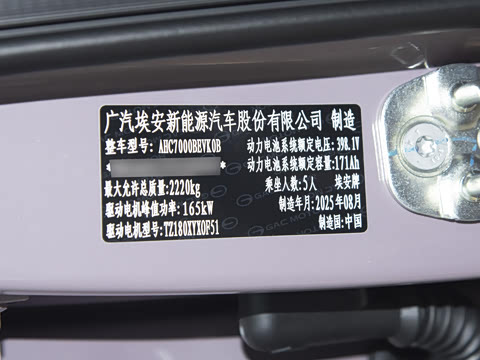 广汽埃安新能源汽车股份有限公司 制造
整车型号: AHC7000BEVK0B 动力电池系统额定电压: 398.1V
* * 动力电池系统额定容量: 171Ah
最大允许总质量: 2220kg 乘坐人数: 5人 埃安牌
驱动电机峰值功率: 165kW 制造年月: 2025年08月
驱动电机型号: TZ180XYX0F51 制造国: 中国